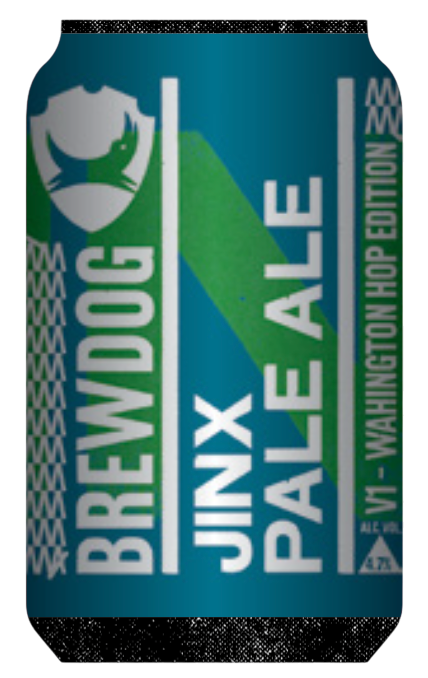 BREWDOG
JINX
PALE ALE
V1 - WAHINGTON HOP EDITION
ALC VOL
4.7%